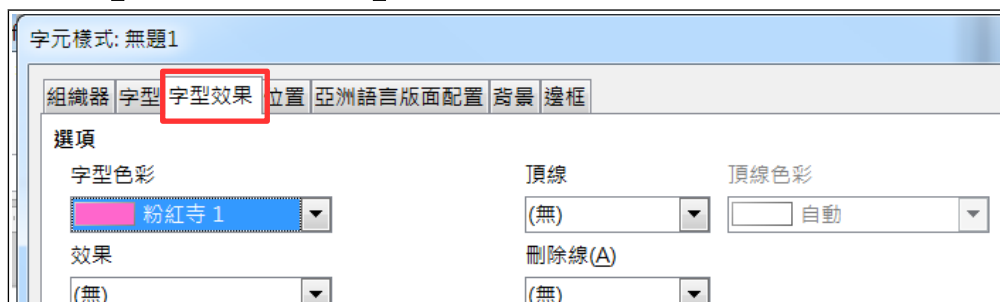 字元樣式: 無題1
組織器 字型 字型效果 位置 亞洲語言版面配置 背景 邊框
選項
字型色彩 頂線 頂線色彩
粉紅寺 1 (無) 自動
效果 刪除線(A)
(無) (無)